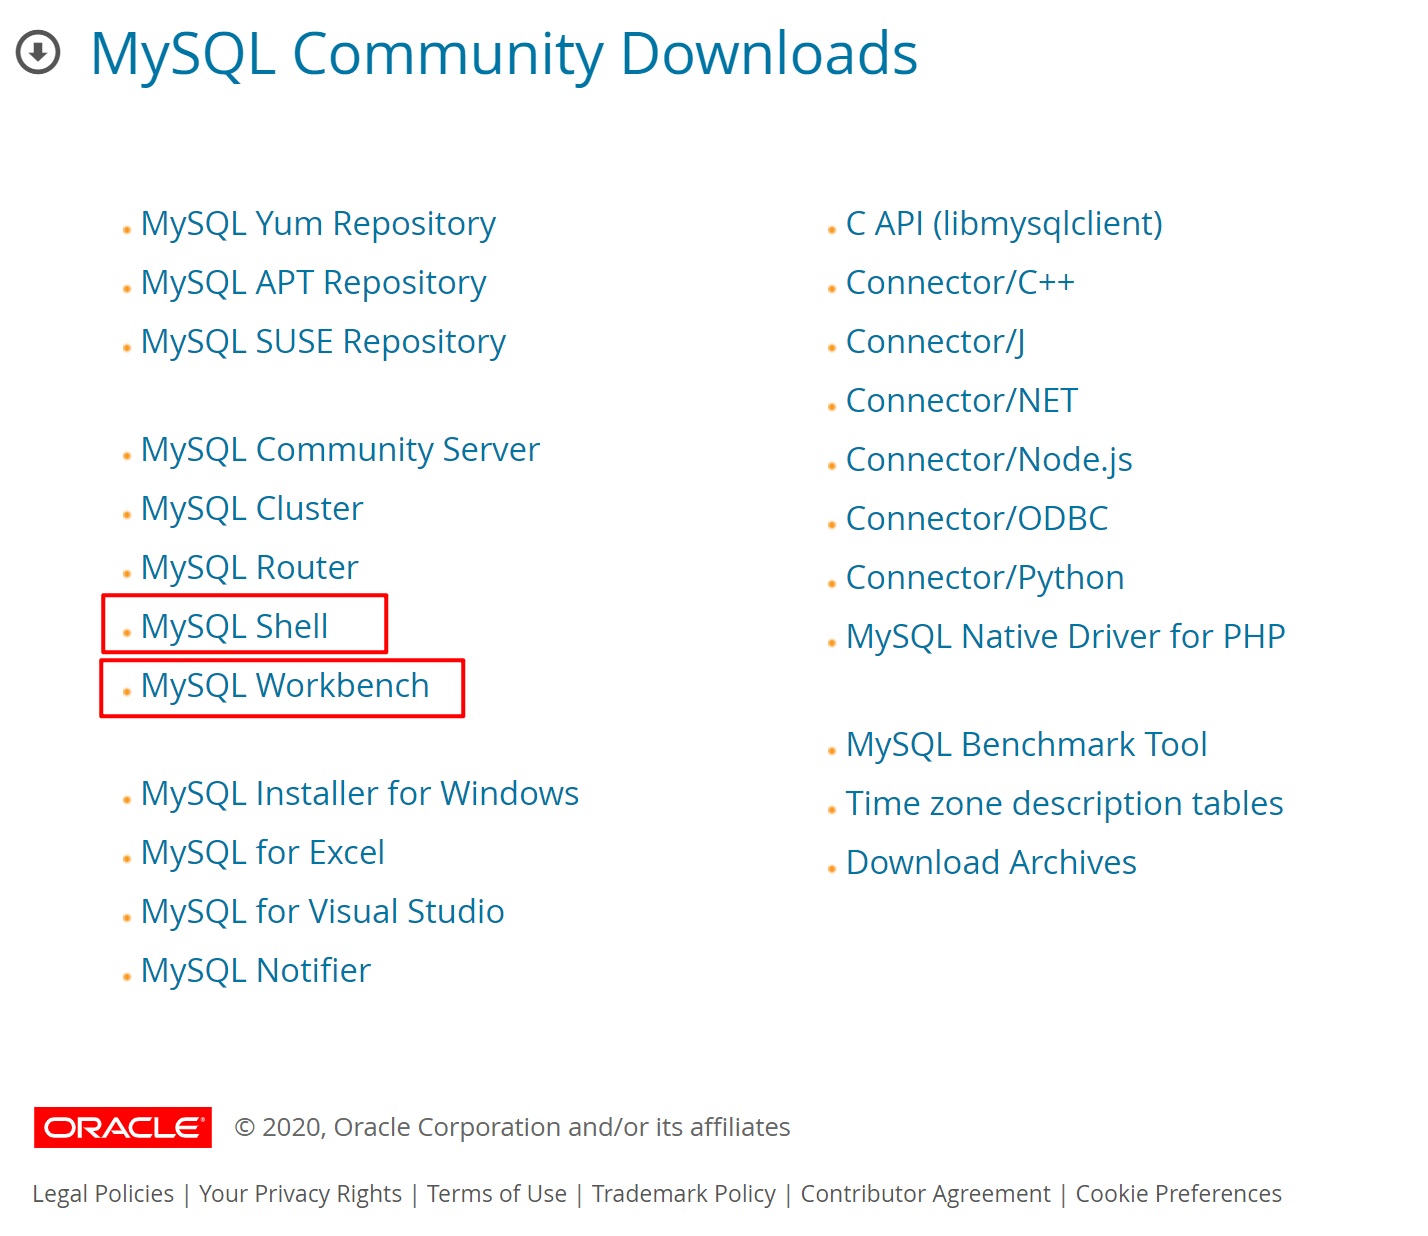 MySQL Community Downloads
MySQL Yum Repository
MySQL APT Repository
MySQL SUSE Repository
MySQL Community Server
MySQL Cluster
MySQL Router
MySQL Shell
MySQL Workbench
MySQL Installer for Windows
MySQL for Excel
MySQL for Visual Studio
MySQL Notifier
C API (libmysqlclient)
Connector/C++
Connector/J
Connector/NET
Connector/Node.js
Connector/ODBC
Connector/Python
MySQL Native Driver for PHP
MySQL Benchmark Tool
Time zone description tables
Download Archives
ORACLE® © 2020, Oracle Corporation and/or its affiliates
Legal Policies | Your Privacy Rights | Terms of Use | Trademark Policy | Contributor Agreement | Cookie Preferences